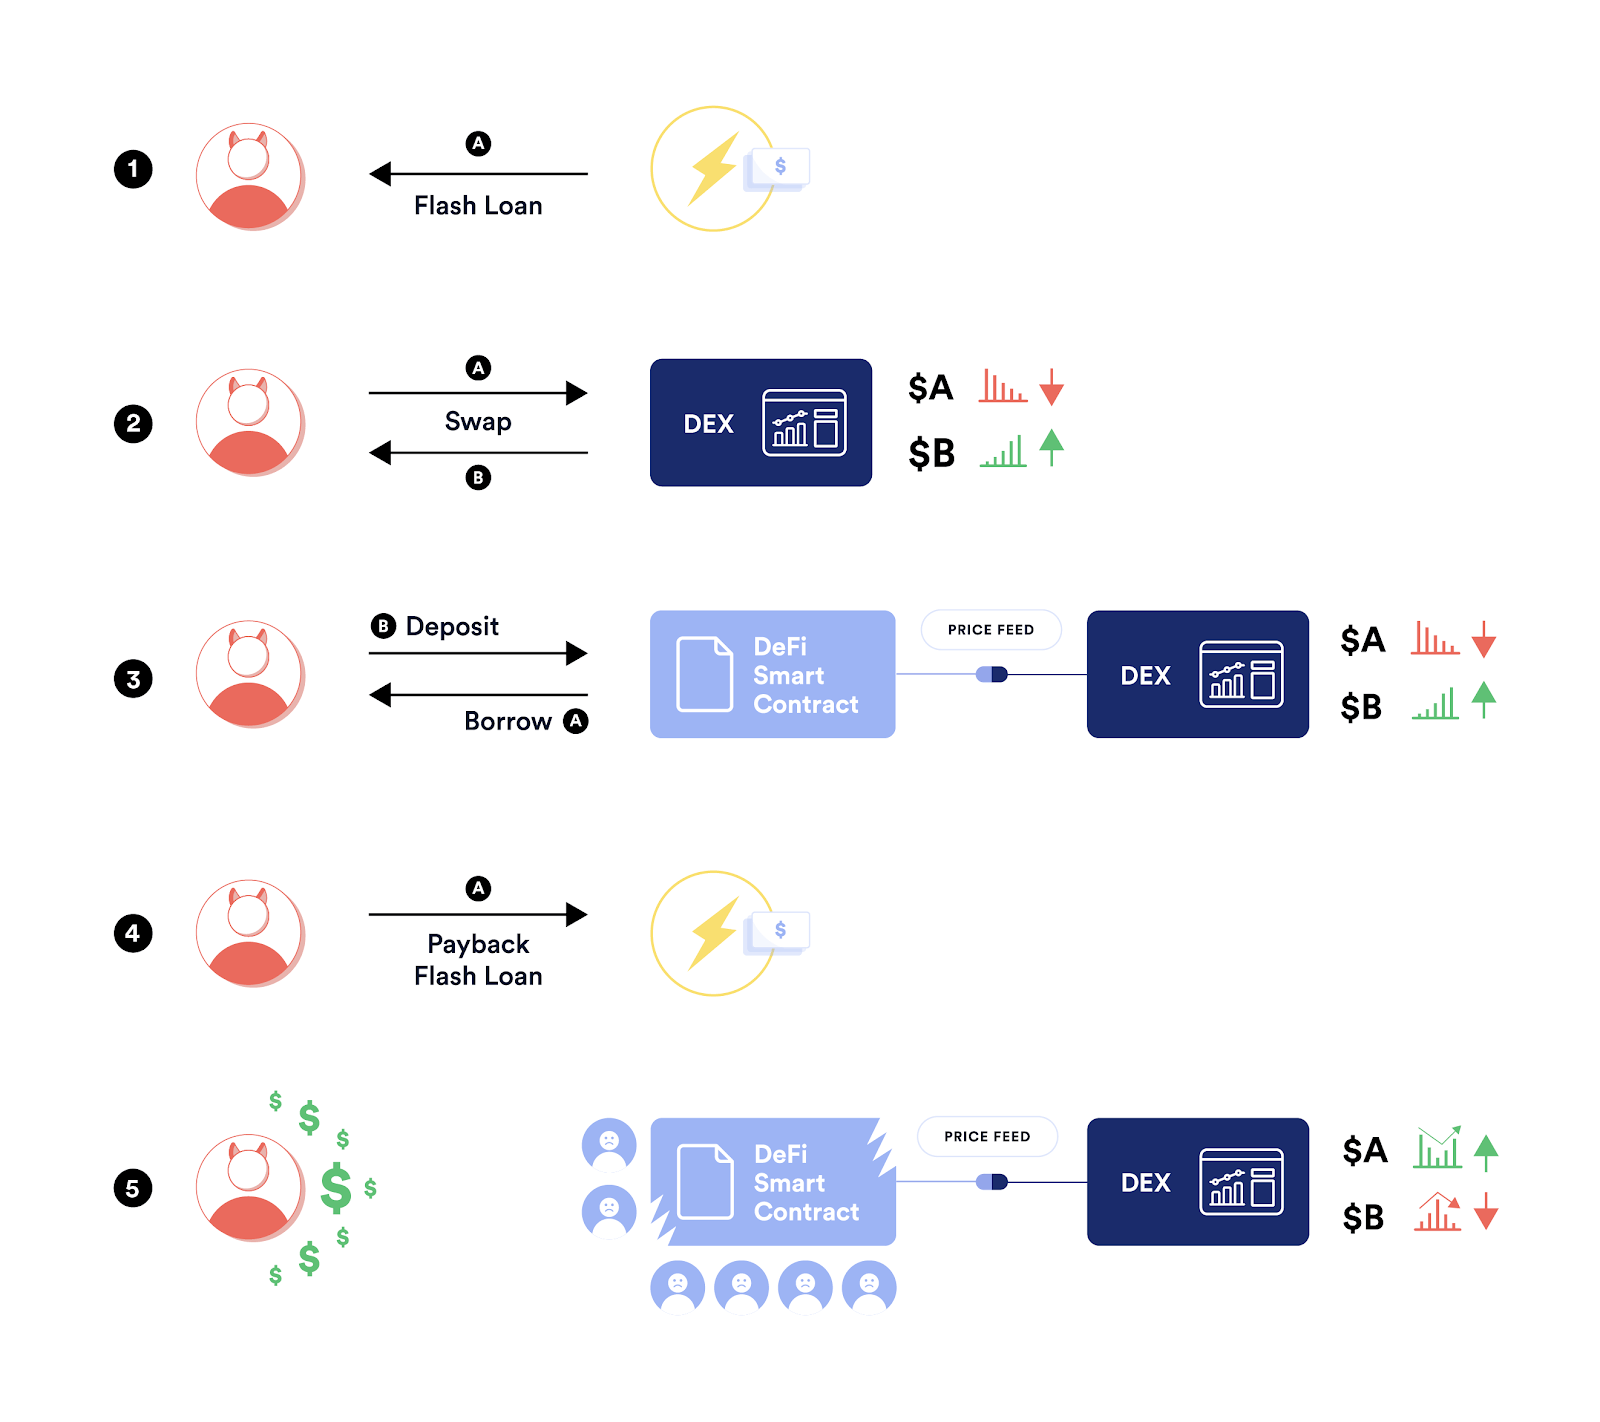 1
A
Flash Loan
$
2
A
Swap
B
DEX
$A
$B
3
B Deposit
Borrow A
DeFi
Smart
Contract
PRICE FEED
DEX
$A
$B
4
A
Payback
Flash Loan
$
5
$
$
$
$
$
$
$
$
DeFi
Smart
Contract
PRICE FEED
DEX
$A
$B